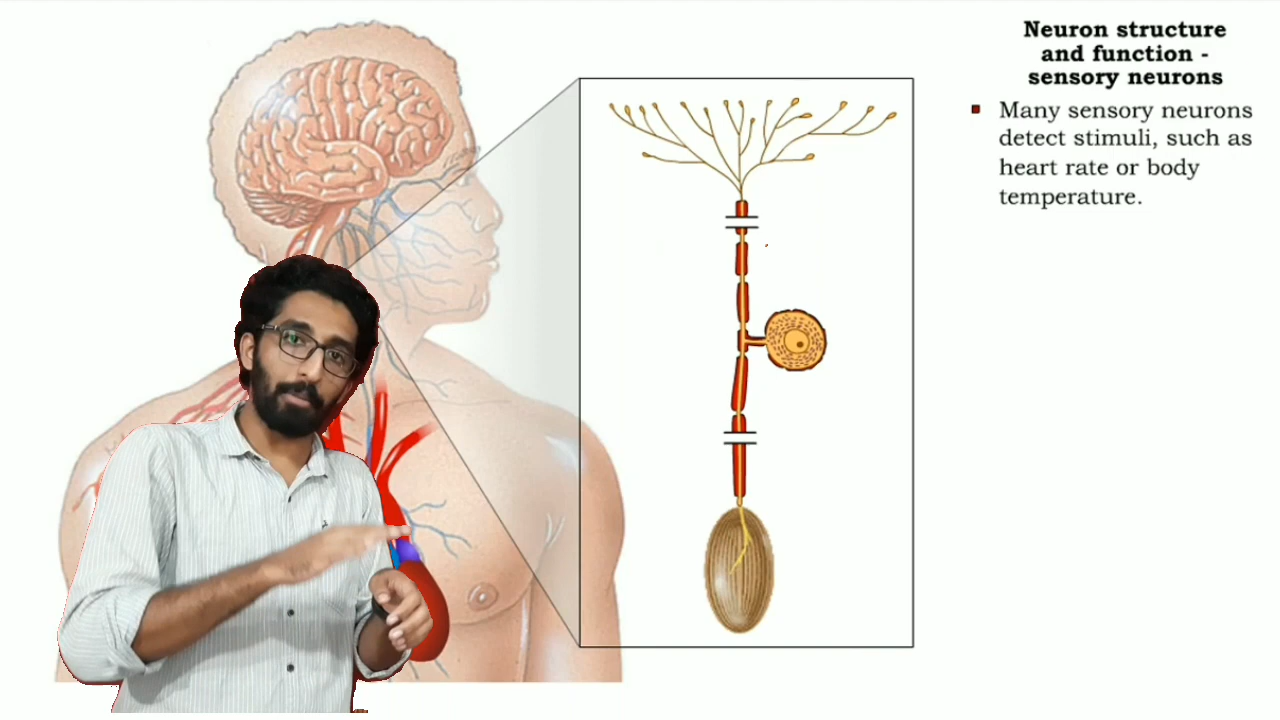 Neuron structure
and function -
sensory neurons
Many sensory neurons
detect stimuli, such as
heart rate or body
temperature.